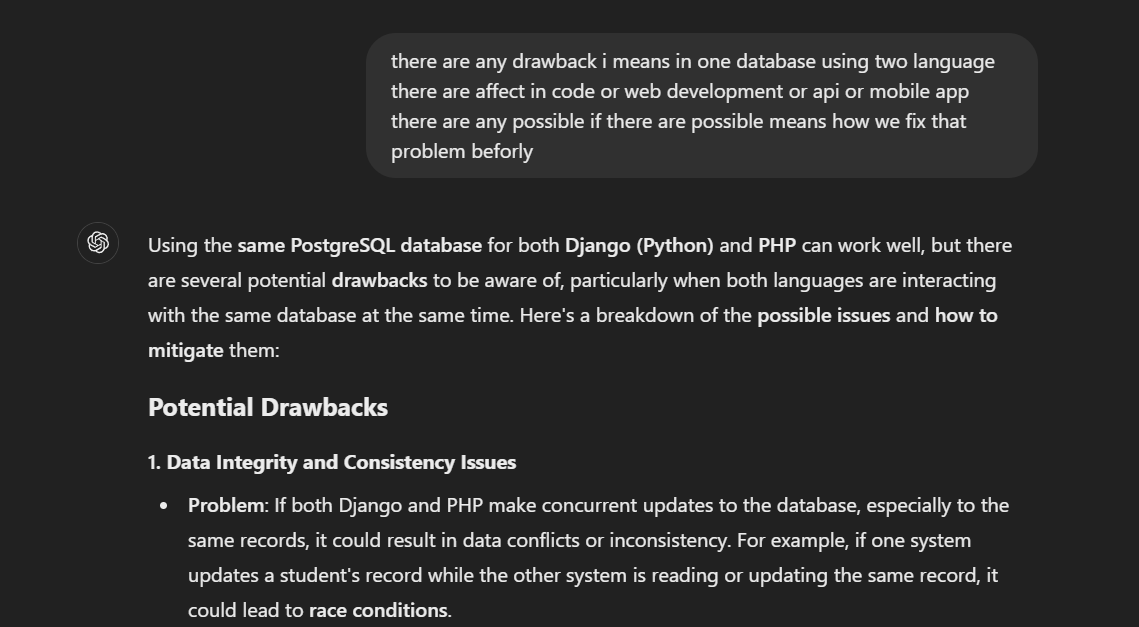 there are any drawback i means in one database using two language
there are affect in code or web development or api or mobile app
there are any possible if there are possible means how we fix that
problem beforly
Using the same PostgreSQL database for both Django (Python) and PHP can work well, but there
are several potential drawbacks to be aware of, particularly when both languages are interacting
with the same database at the same time. Here's a breakdown of the possible issues and how to
mitigate them:
Potential Drawbacks
1. Data Integrity and Consistency Issues
• Problem: If both Django and PHP make concurrent updates to the database, especially to the
same records, it could result in data conflicts or inconsistency. For example, if one system
updates a student's record while the other system is reading or updating the same record, it
could lead to race conditions.